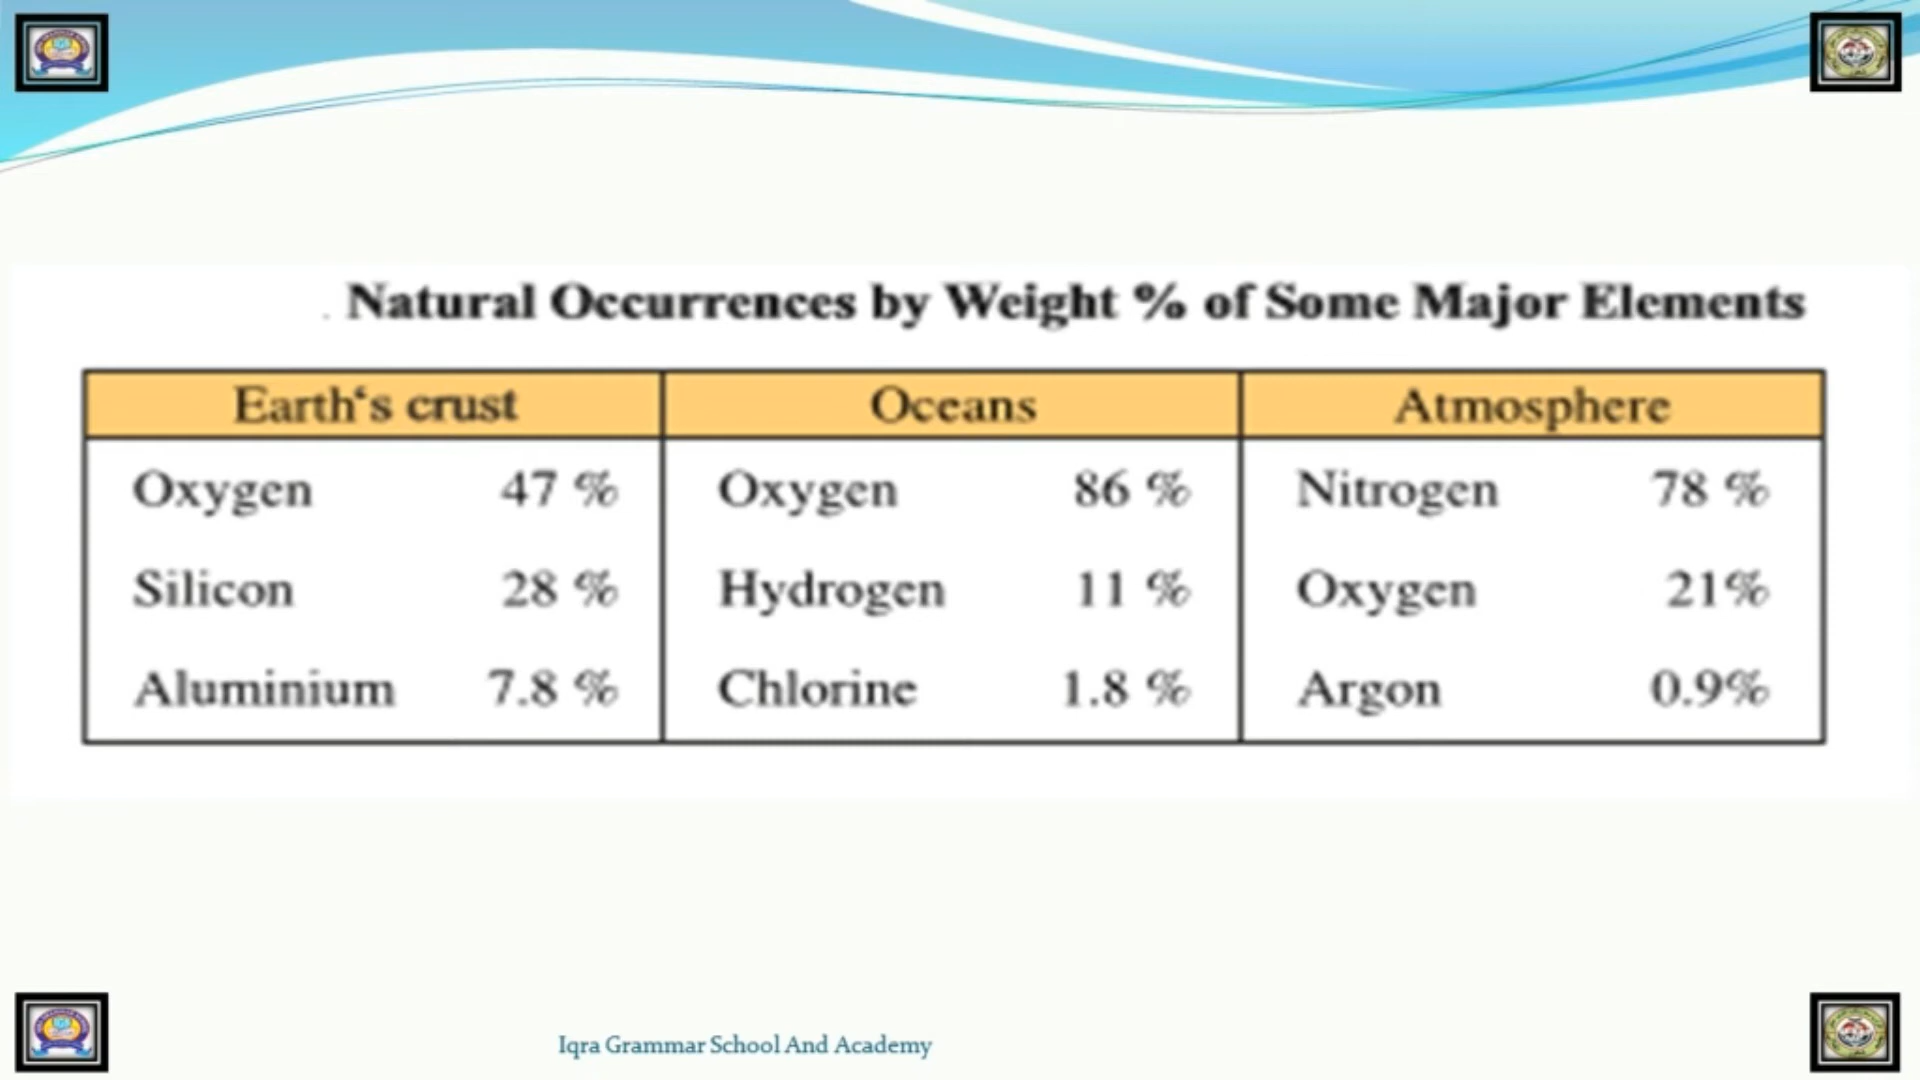 Natural Occurrences by Weight % of Some Major Elements
Earth‘s crust Oceans Atmosphere
Oxygen 47 % Oxygen 86 % Nitrogen 78 %
Silicon 28 % Hydrogen 11 % Oxygen 21%
Aluminium 7.8 % Chlorine 1.8 % Argon 0.9%
Iqra Grammar School And Academy